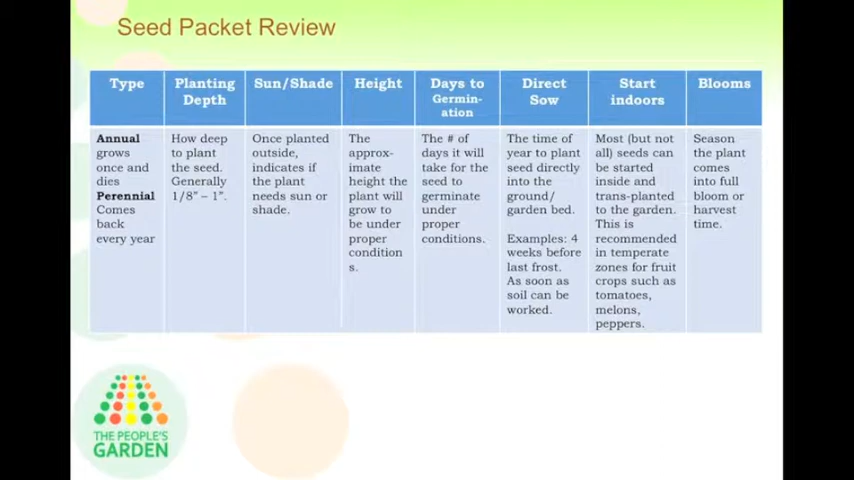 Seed Packet Review
Type
Planting
Depth
Sun/Shade
Height
Days to
Germin-
ation
Direct
Sow
Start
indoors
Blooms
Annual
grows
once and
dies
Perennial
Comes
back
every year
How deep
to plant
the seed.
Generally
1/8” – 1”.
Once planted
outside,
indicates if
the plant
needs sun or
shade.
The
approx-
imate
height the
plant will
grow to
be under
proper
condition
s.
The # of
days it will
take for the
seed to
germinate
under
proper
conditions.
The time of
year to plant
seed directly
into the
ground/
garden bed.
Examples: 4
weeks before
last frost.
As soon as
soil can be
worked.
Most (but not
all) seeds can
be started
inside and
trans-planted
to the garden.
This is
recommended
in temperate
zones for fruit
crops such as
tomatoes,
melons,
peppers.
Season
the plant
comes
into full
bloom or
harvest
time.
THE PEOPLE'S
GARDEN